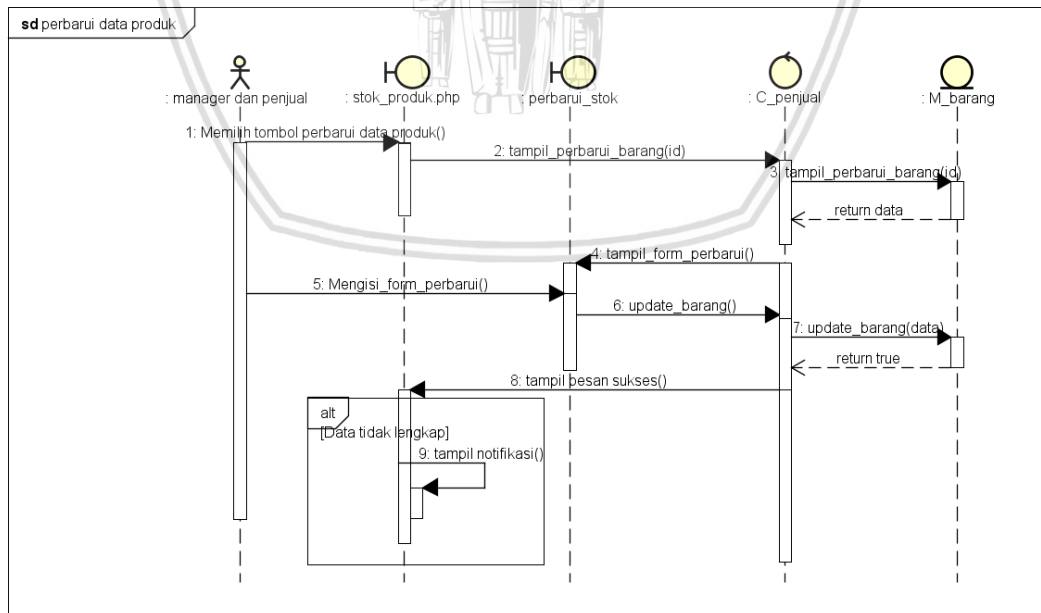 sd perbarui data produk
: manager dan penjual
: stok_produk.php
: perbarui_stok
: C_penjual
: M_barang
1: Memilih tombol perbarui data produk()
2: tampil_perbarui_barang(id)
3: tampil_perbarui_barang(id)
return data
4: tampil_form_perbarui()
5: Mengisi_form_perbarui()
6: update_barang()
7: update_barang(data)
return true
8: tampil pesan sukses()
alt
[Data tidak lengkap]
9: tampil notifikasi()